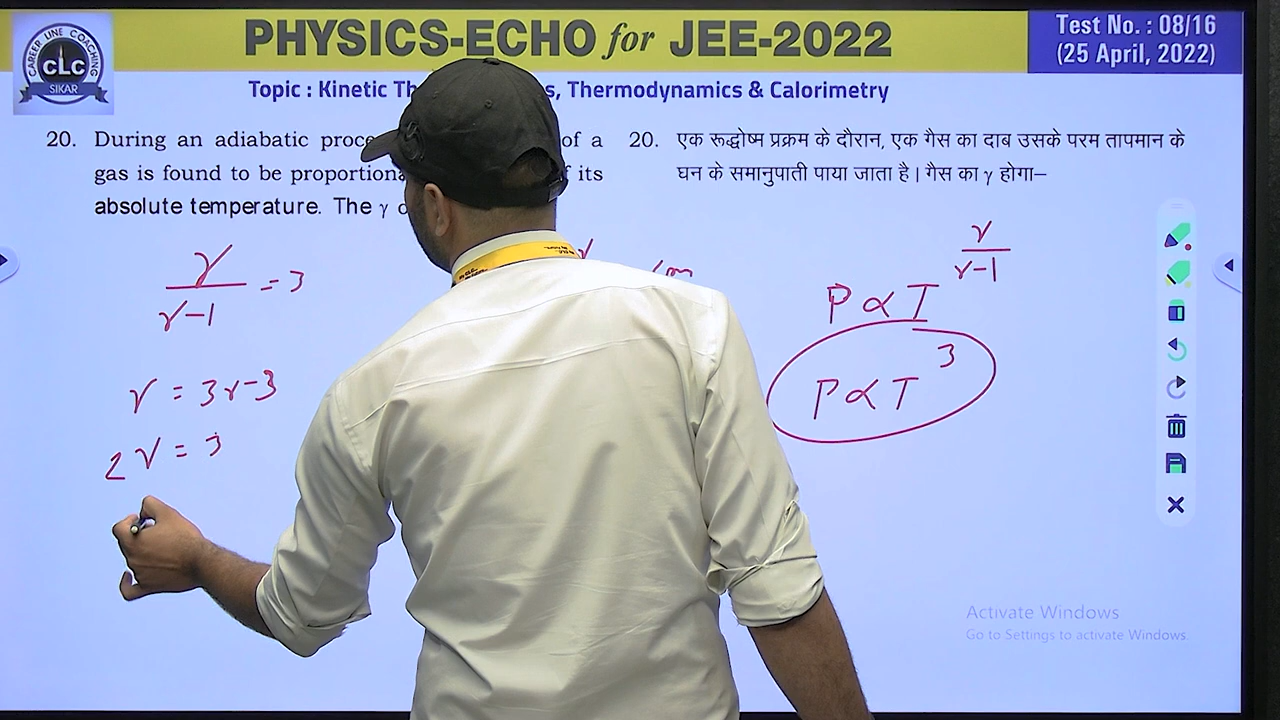 CAREER LINE COACHING
CLC
SIKAR
PHYSICS-ECHO for JEE-2022
Test No. : 08/16
(25 April, 2022)
Topic : Kinetic Th s, Thermodynamics & Calorimetry
20. During an adiabatic proce of a
gas is found to be proportiona its
absolute temperature. The γ o
20. एक रूद्धोष्म प्रक्रम के दौरान, एक गैस का दाब उसके परम तापमान के
घन के समानुपाती पाया जाता है। गैस का γ होगा–
γ
γ-1 = 3
γ = 3γ-3
2γ = 3
γ
γ-1
P∝T
P∝T³
Activate Windows
Go to Settings to activate Windows.